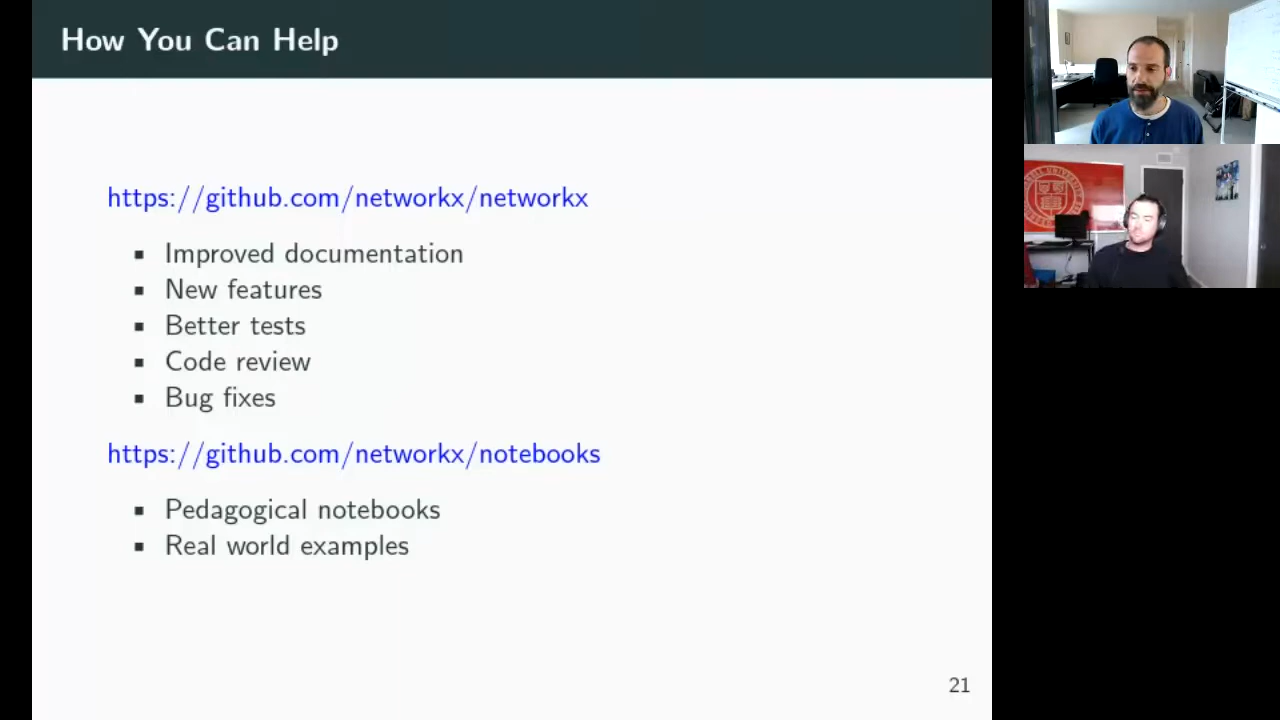 How You Can Help
https://github.com/networkx/networkx
Improved documentation
New features
Better tests
Code review
Bug fixes
https://github.com/networkx/notebooks
Pedagogical notebooks
Real world examples
21